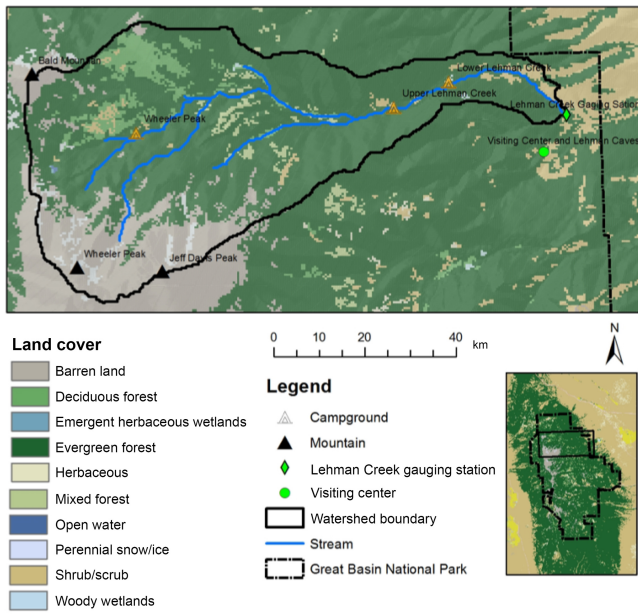 Bald Mountain
Lower Lehman Creek
Upper Lehman Creek
Lehman Creek Gaging Sation
Wheeler Peak
Visiting Center and Lehman Caves
Wheeler Peak
Jeff Davis Peak
Land cover
Barren land
Deciduous forest
Emergent herbaceous wetlands
Evergreen forest
Herbaceous
Mixed forest
Open water
Perennial snow/ice
Shrub/scrub
Woody wetlands
0 10 20 30 40
km
N
Legend
Campground
Mountain
Lehman Creek gauging station
Visiting center
Watershed boundary
Stream
Great Basin National Park